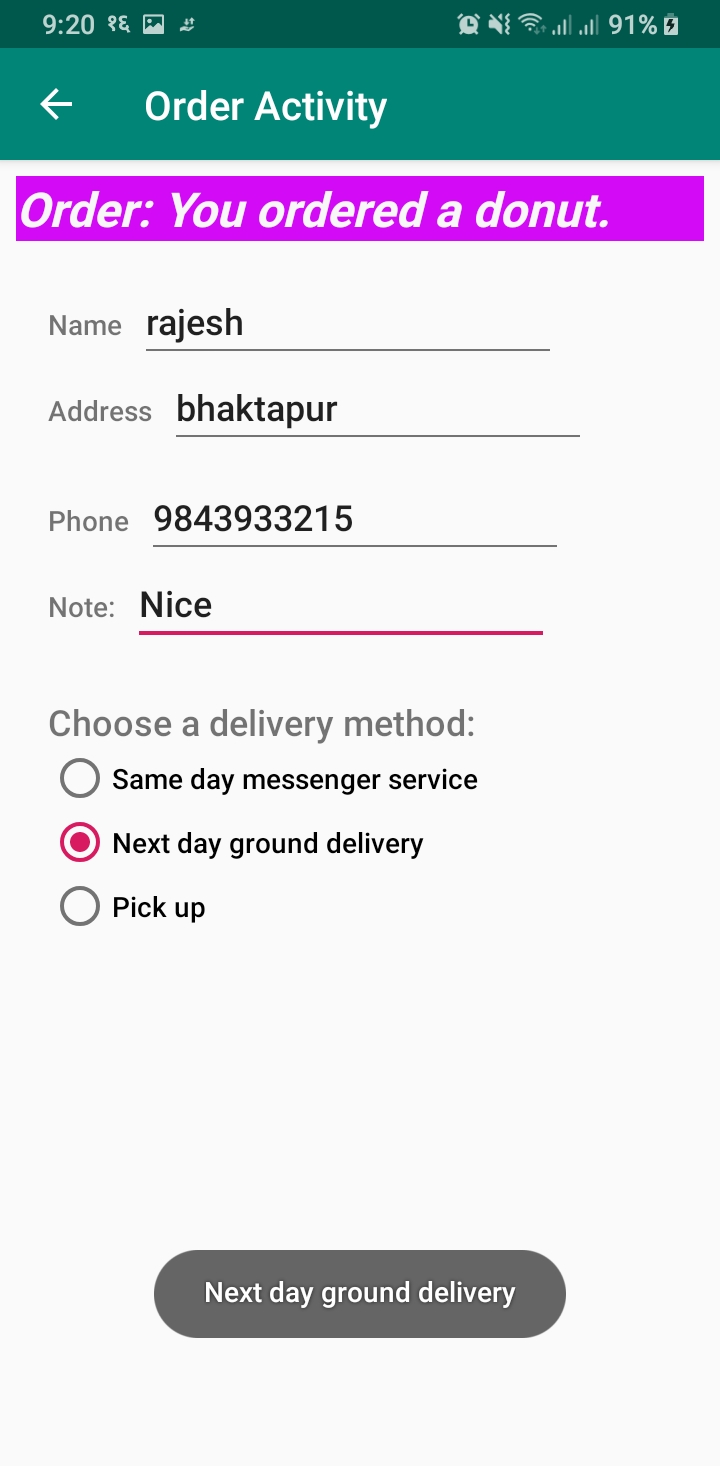 9:20 १६ 91%
Order Activity
Order: You ordered a donut.
Name rajesh
Address bhaktapur
Phone 9843933215
Note: Nice
Choose a delivery method:
Same day messenger service
Next day ground delivery
Pick up
Next day ground delivery